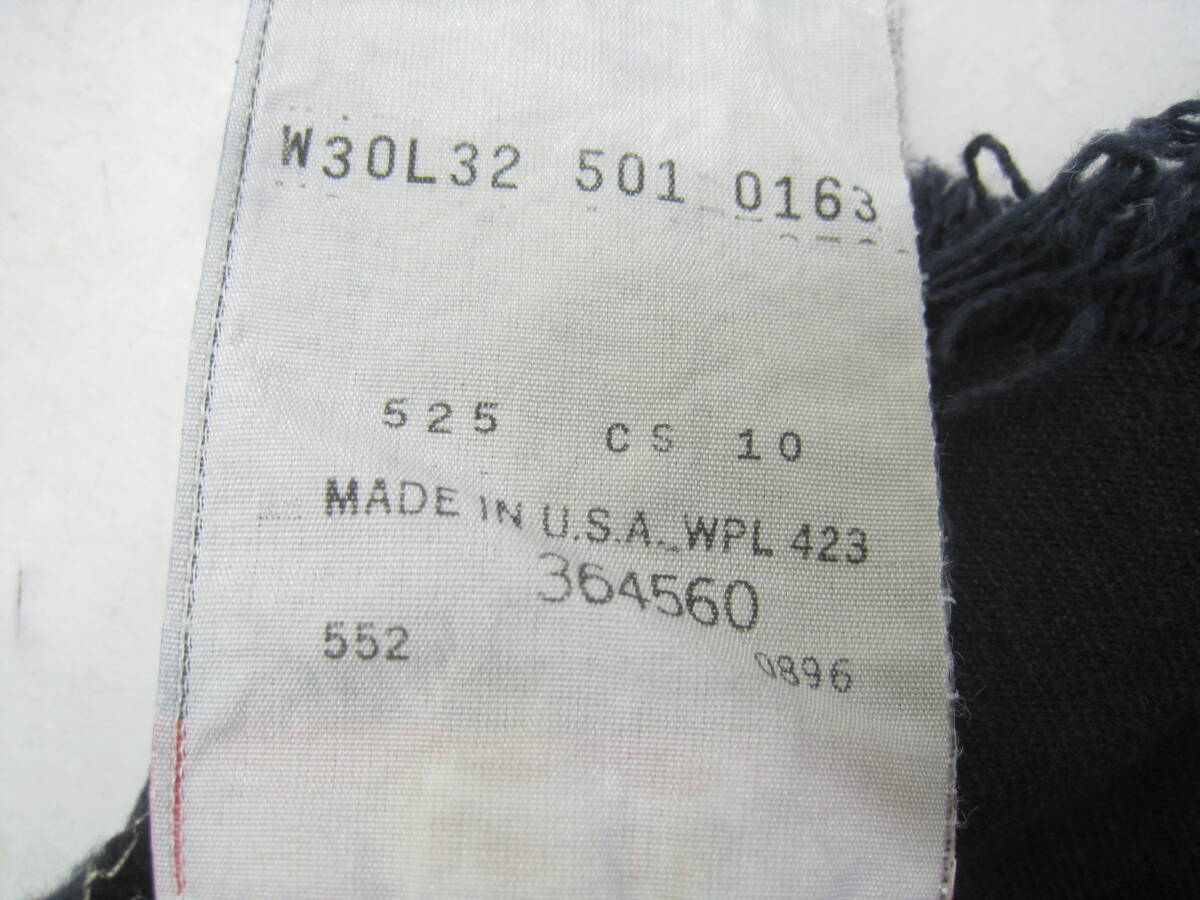 W30L32 501 0163
525 CS 10
MADE IN U.S.A. WPL 423
364560
552 0896